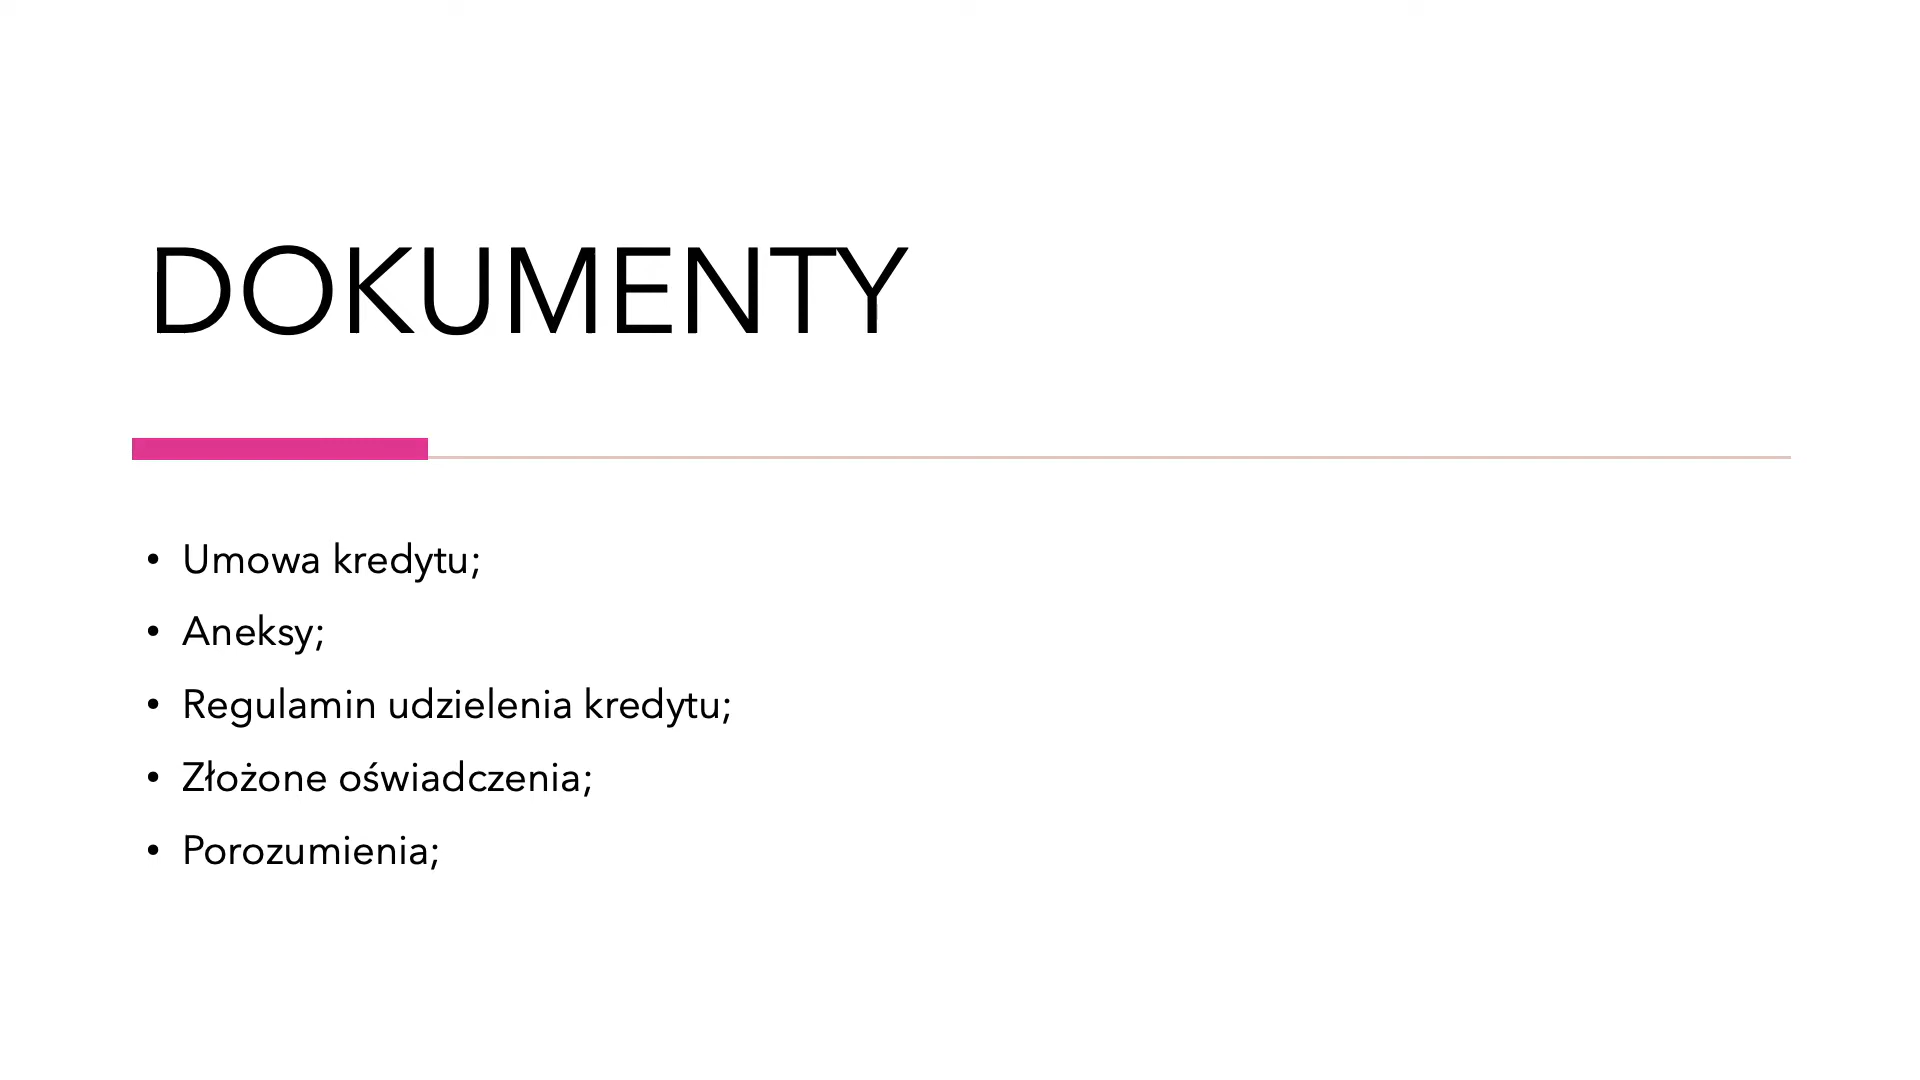 DOKUMENTY
• Umowa kredytu;
• Aneksy;
• Regulamin udzielenia kredytu;
• Złożone oświadczenia;
• Porozumienia;